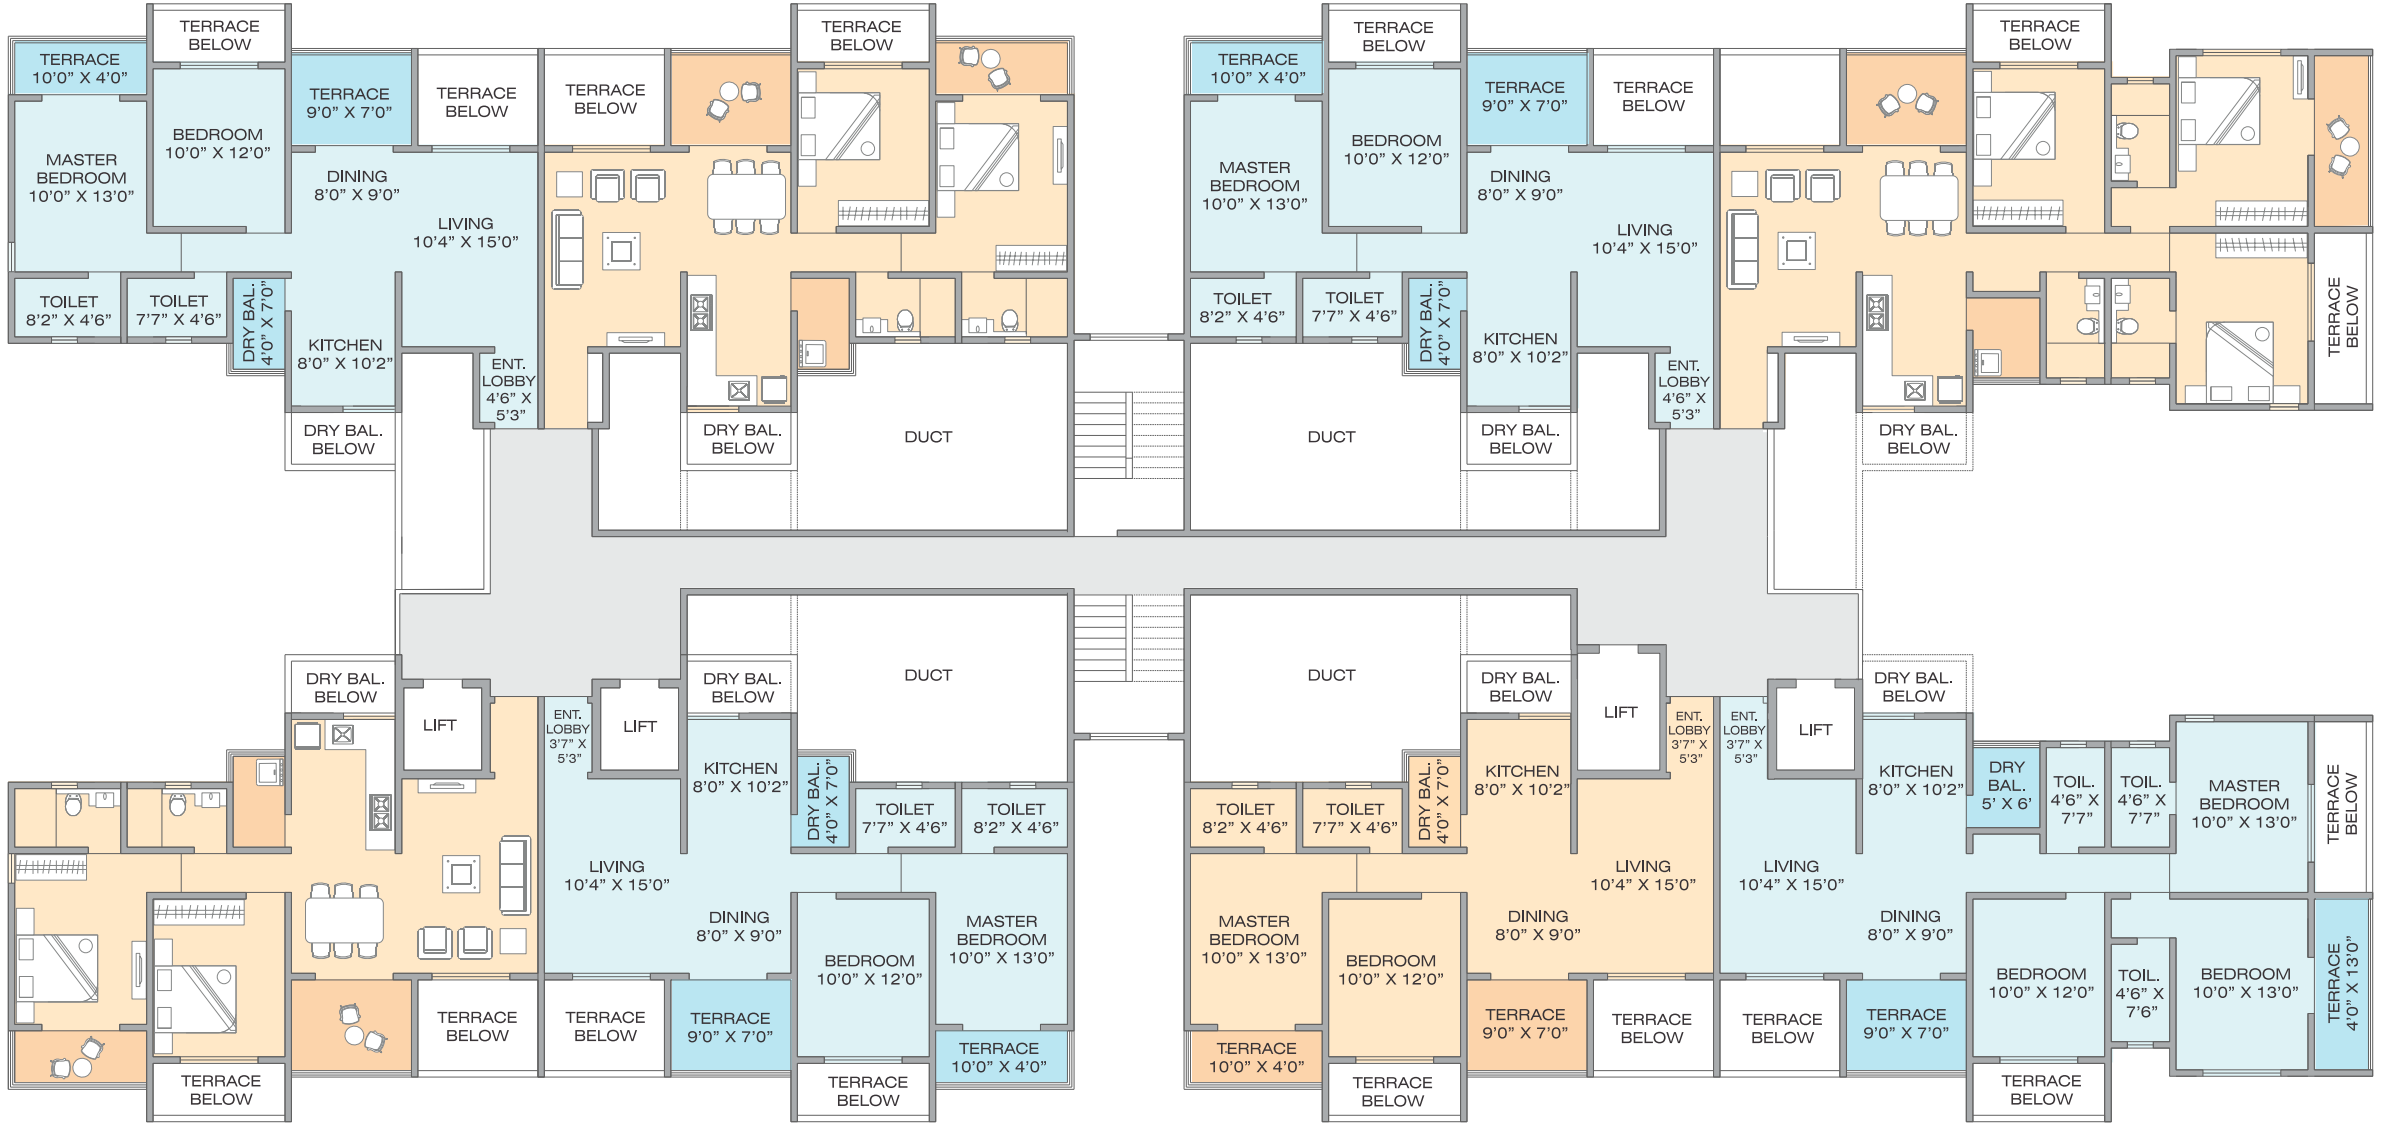 TERRACE
BELOW
TERRACE
10'0" X 4'0"
TERRACE
9'0" X 7'0"
TERRACE
BELOW
TERRACE
BELOW
TERRACE
BELOW
BEDROOM
10'0" X 12'0"
MASTER
BEDROOM
10'0" X 13'0"
DINING
8'0" X 9'0"
LIVING
10'4" X 15'0"
TOILET
8'2" X 4'6"
TOILET
7'7" X 4'6"
DRY BAL.
4'0" X 7'0"
KITCHEN
8'0" X 10'2"
ENT.
LOBBY
4'6" X
5'3"
DRY BAL.
BELOW
DRY BAL.
BELOW
DUCT
TERRACE
BELOW
TERRACE
10'0" X 4'0"
TERRACE
9'0" X 7'0"
TERRACE
BELOW
TERRACE
BELOW
BEDROOM
10'0" X 12'0"
MASTER
BEDROOM
10'0" X 13'0"
DINING
8'0" X 9'0"
LIVING
10'4" X 15'0"
TOILET
8'2" X 4'6"
TOILET
7'7" X 4'6"
DRY BAL.
4'0" X 7'0"
KITCHEN
8'0" X 10'2"
ENT.
LOBBY
4'6" X
5'3"
TERRACE
BELOW
DUCT
DRY BAL.
BELOW
DRY BAL.
BELOW
DRY BAL.
BELOW
LIFT
ENT.
LOBBY
3'7" X
5'3"
LIFT
DRY BAL.
BELOW
DUCT
KITCHEN
8'0" X 10'2"
DRY BAL.
4'0" X 7'0"
TOILET
7'7" X 4'6"
TOILET
8'2" X 4'6"
LIVING
10'4" X 15'0"
DINING
8'0" X 9'0"
MASTER
BEDROOM
10'0" X 13'0"
BEDROOM
10'0" X 12'0"
TERRACE
BELOW
TERRACE
BELOW
TERRACE
9'0" X 7'0"
TERRACE
10'0" X 4'0"
TERRACE
BELOW
TERRACE
BELOW
DUCT
DRY BAL.
BELOW
LIFT
ENT.
LOBBY
3'7" X
5'3"
ENT.
LOBBY
3'7" X
5'3"
LIFT
DRY BAL.
BELOW
KITCHEN
8'0" X 10'2"
TOILET
8'2" X 4'6"
TOILET
7'7" X 4'6"
DRY BAL.
4'0" X 7'0"
LIVING
10'4" X 15'0"
MASTER
BEDROOM
10'0" X 13'0"
DINING
8'0" X 9'0"
BEDROOM
10'0" X 12'0"
TERRACE
9'0" X 7'0"
TERRACE
BELOW
TERRACE
10'0" X 4'0"
TERRACE
BELOW
KITCHEN
8'0" X 10'2"
DRY
BAL.
5' X 6'
TOIL.
4'6" X
7'7"
TOIL.
4'6" X
7'7"
MASTER
BEDROOM
10'0" X 13'0"
TERRACE
BELOW
LIVING
10'4" X 15'0"
DINING
8'0" X 9'0"
BEDROOM
10'0" X 12'0"
TOIL.
4'6" X
7'6"
BEDROOM
10'0" X 13'0"
TERRACE
4'0" X 13'0"
TERRACE
BELOW
TERRACE
9'0" X 7'0"
TERRACE
BELOW